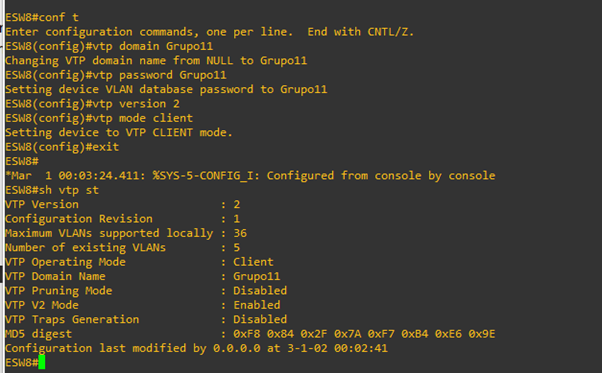 ESW8#conf t
Enter configuration commands, one per line.  End with CNTL/Z.
ESW8(config)#vtp domain Grupo11
Changing VTP domain name from NULL to Grupo11
ESW8(config)#vtp password Grupo11
Setting device VLAN database password to Grupo11
ESW8(config)#vtp version 2
ESW8(config)#vtp mode client
Setting device to VTP CLIENT mode.
ESW8(config)#exit
ESW8#
*Mar  1 00:03:24.411: %SYS-5-CONFIG_I: Configured from console by console
ESW8#sh vtp st
VTP Version                     : 2
Configuration Revision          : 1
Maximum VLANs supported locally : 36
Number of existing VLANs        : 5
VTP Operating Mode              : Client
VTP Domain Name                 : Grupo11
VTP Pruning Mode                : Disabled
VTP V2 Mode                     : Enabled
VTP Traps Generation            : Disabled
MD5 digest                      : 0xF8 0x84 0x2F 0x7A 0xF7 0xB4 0xE6 0x9E
Configuration last modified by 0.0.0.0 at 3-1-02 00:02:41
ESW8#